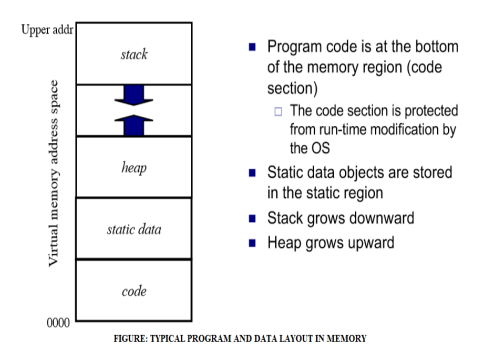 Upper addr
stack
heap
static data
code
0000
Virtual memory address space
Program code is at the bottom
of the memory region (code
section)
The code section is protected
from run-time modification by
the OS
Static data objects are stored
in the static region
Stack grows downward
Heap grows upward
FIGURE: TYPICAL PROGRAM AND DATA LAYOUT IN MEMORY